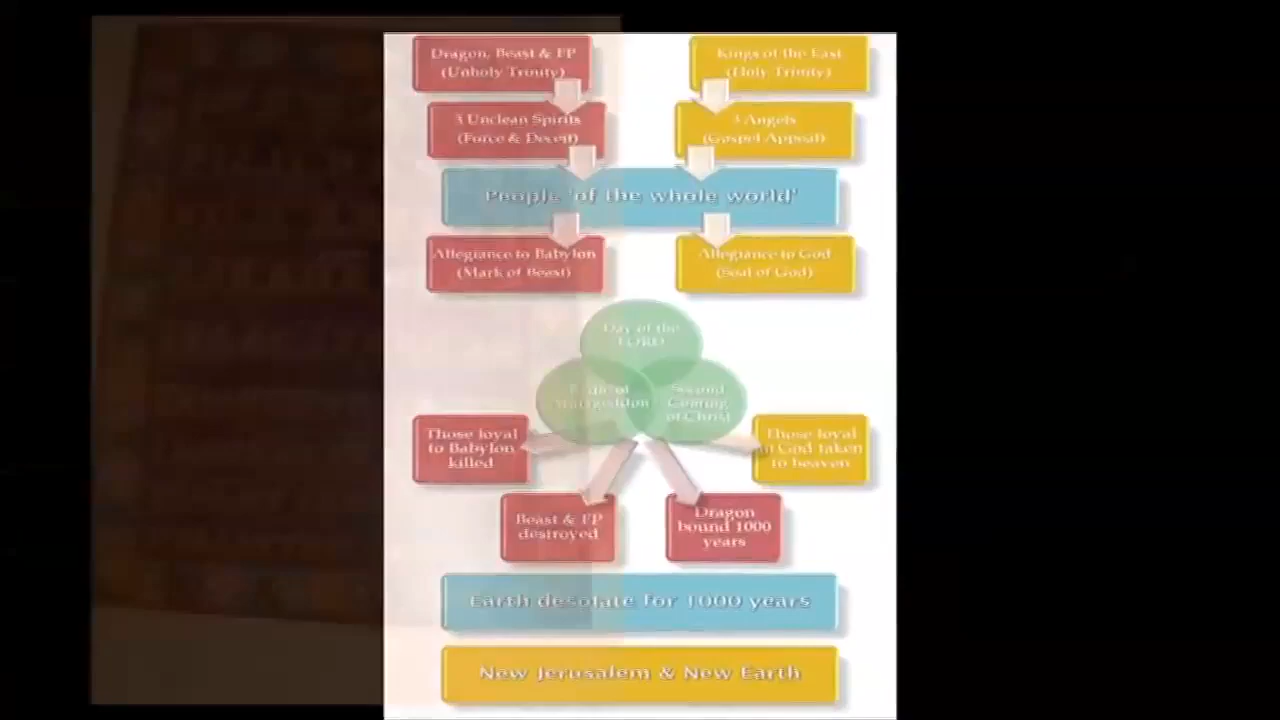 Dragon, Beast & FP
(Unholy Trinity)
Kings of the East
(Holy Trinity)
3 Unclean Spirits
(Force & Deceit)
3 Angels
(Gospel Appeal)
People 'of the whole world'
Allegiance to Babylon
(Mark of Beast)
Allegiance to God
(Seal of God)
Day of the
LORD
Armageddon
Second
Coming
of Christ
Those loyal
to Babylon
killed
Those loyal
God taken
to heaven
Beast & FP
destroyed
Dragon
bound 1000
years
Earth desolate for 1000 years
New Jerusalem & New Earth